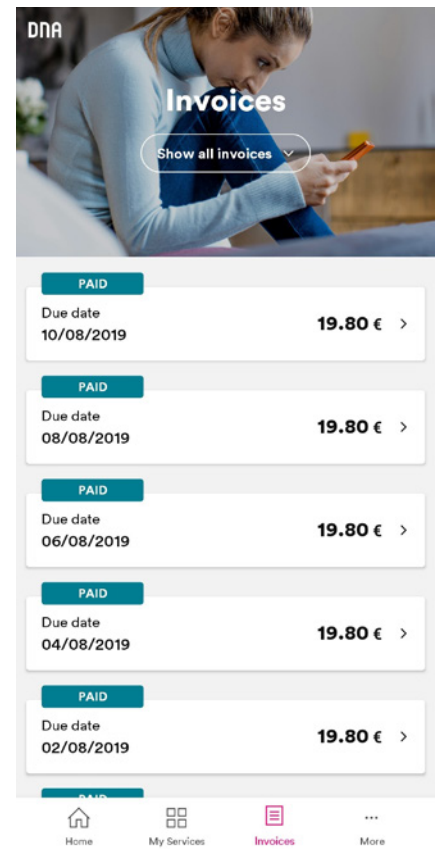 DNA
Invoices
Show all invoices
PAID
Due date
10/08/2019
19.80 €
PAID
Due date
08/08/2019
19.80 €
PAID
Due date
06/08/2019
19.80 €
PAID
Due date
04/08/2019
19.80 €
PAID
Due date
02/08/2019
19.80 €
PAID
Home
My Services
Invoices
More